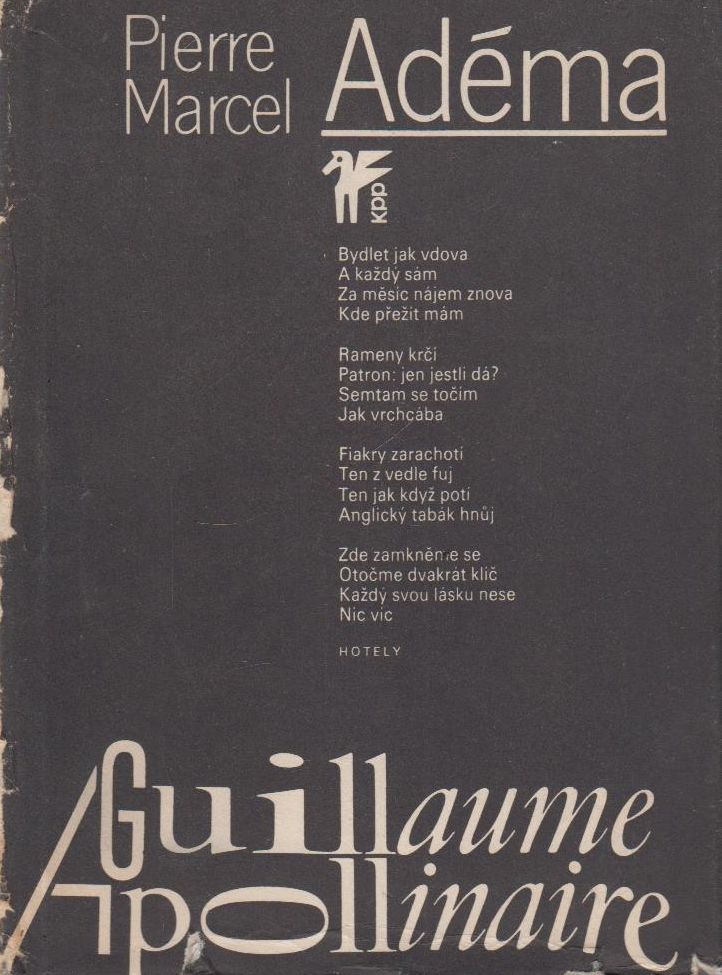 Pierre
Marcel
Adéma
kpp
Bydlet jak vdova
A každý sám
Za měsíc nájem znova
Kde přežít mám
Rameny krčí
Patron: jen jestli dá?
Semtam se točím
Jak vrchcába
Fiakry zarachotí
Ten z vedle fuj
Ten jak když potí
Anglický tabák hnůj
Zde zamkněme se
Otočme dvakrát klíč
Každý svou lásku nese
Nic víc
HOTELY
Guillaume
Apollinaire